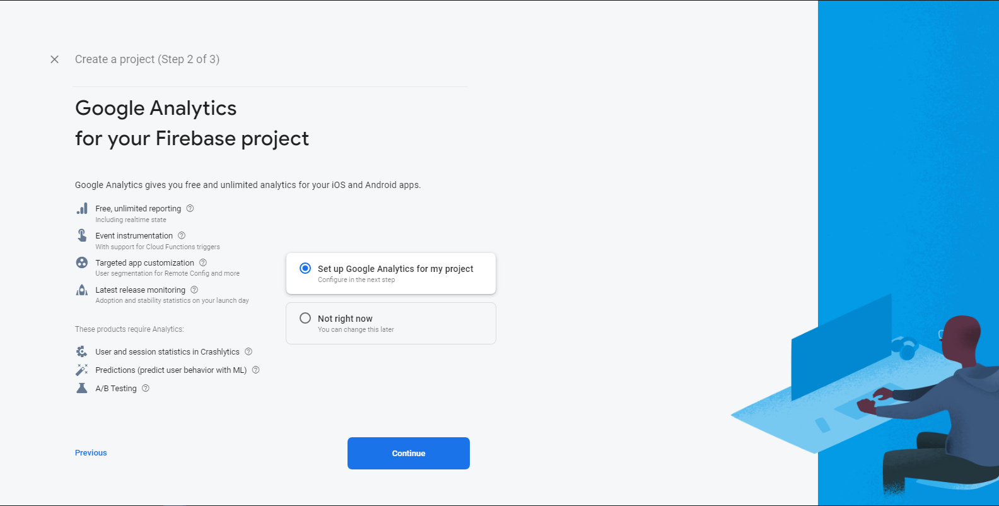 Create a project (Step 2 of 3)
Google Analytics
for your Firebase project
Google Analytics gives you free and unlimited analytics for your iOS and Android apps.
Free, unlimited reporting
Including realtime state
Event instrumentation
With support for Cloud Functions triggers
Targeted app customization
User segmentation for Remote Config and more
Latest release monitoring
Adoption and stability statistics on your launch day
These products require Analytics:
User and session statistics in Crashlytics
Predictions (predict user behavior with ML)
A/B Testing
Set up Google Analytics for my project
Configure in the next step
Not right now
You can change this later
Previous
Continue